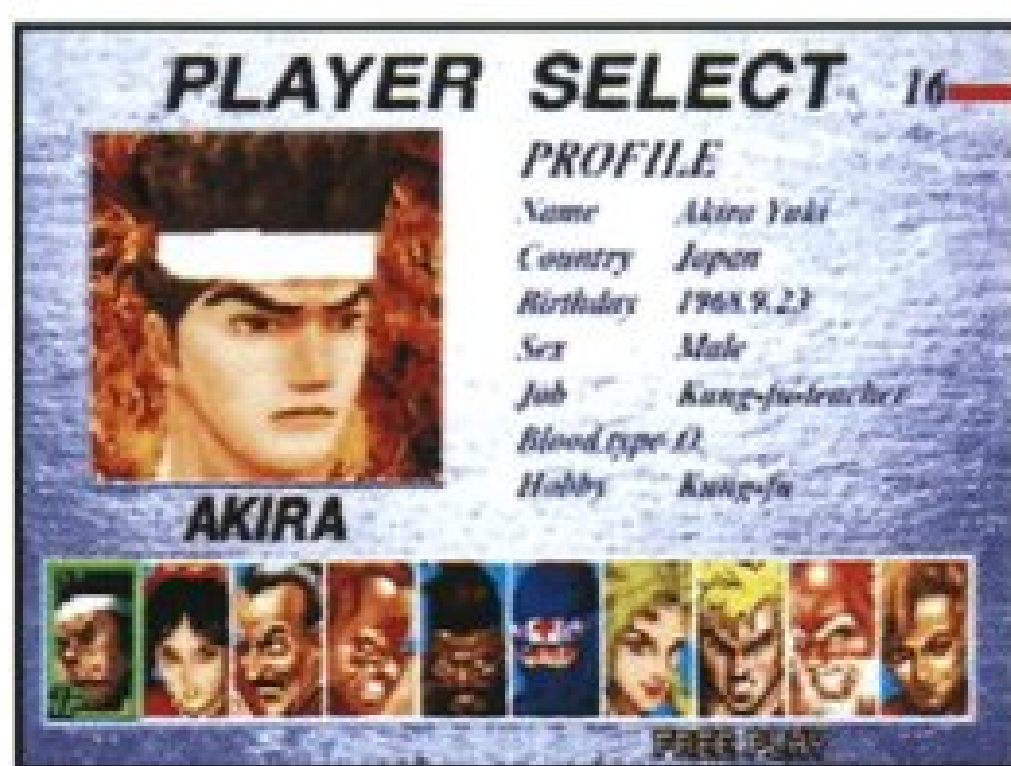 PLAYER SELECT 16
PROFILE
Name Akira Yuki
Country Japan
Birthday 1968.9.23
Sex Male
Job Kung-fu-teacher
Blood type O.
Hobby Kung-fu
AKIRA
FREE PLAY